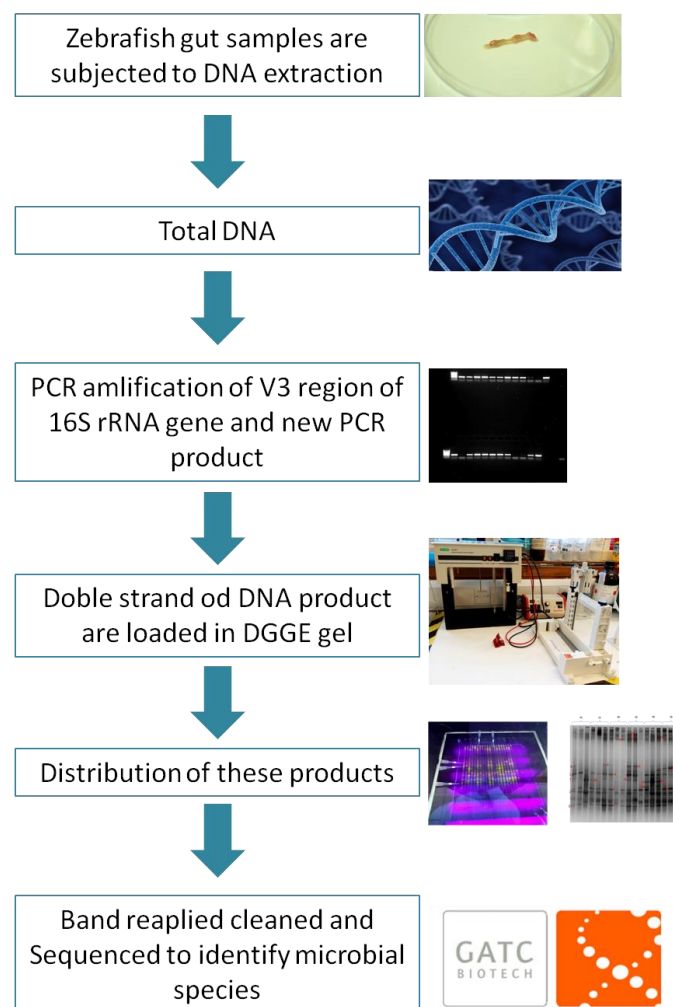 Zebrafish gut samples are
subjected to DNA extraction
Total DNA
PCR amlification of V3 region of
16S rRNA gene and new PCR
product
Doble strand od DNA product
are loaded in DGGE gel
Distribution of these products
Band reaplied cleaned and
Sequenced to identify microbial
species
GATC
BIOTECH